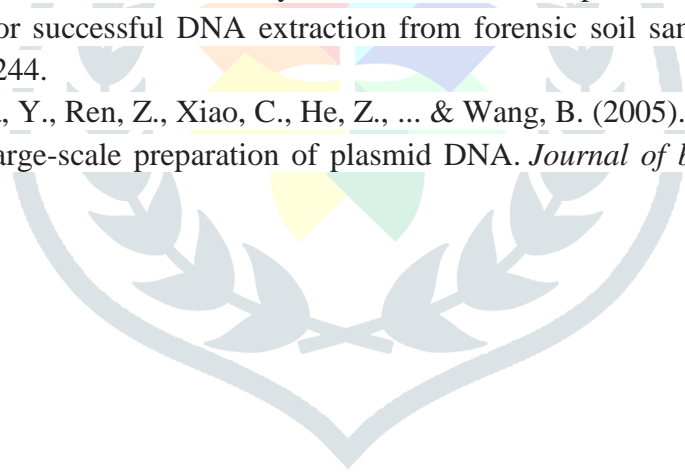 or successful DNA extraction from forensic soil sam
244.
, Y., Ren, Z., Xiao, C., He, Z., ... & Wang, B. (2005).
arge-scale preparation of plasmid DNA. Journal of b